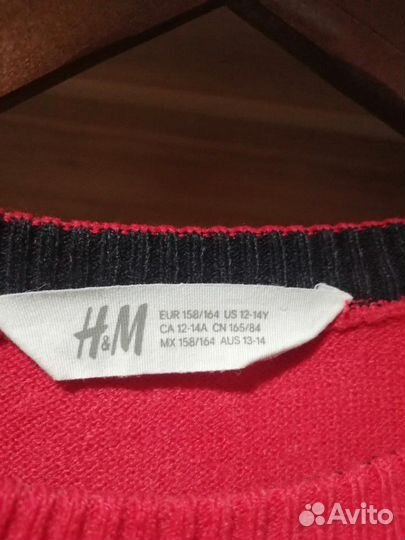 H&M
EUR 158/164 US 12-14Y
CA 12-14A CN 165/84
MX 158/164 AUS 13-14
Avito